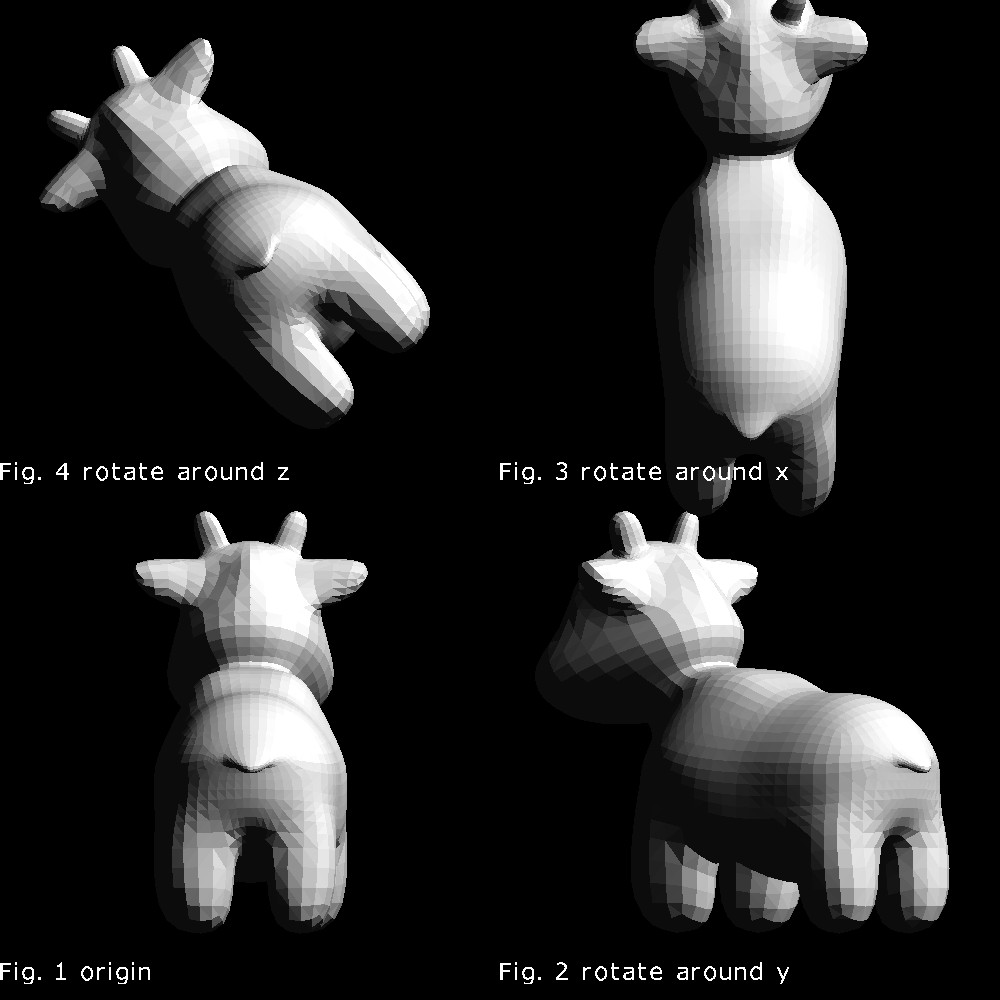 Fig. 4 rotate around z
Fig. 3 rotate around x
Fig. 1 origin
Fig. 2 rotate around y